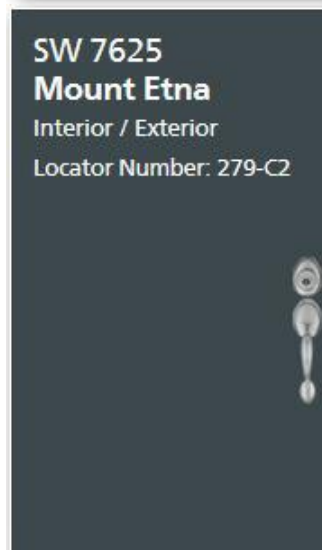 SW 7625
Mount Etna
Interior / Exterior
Locator Number: 279-C2